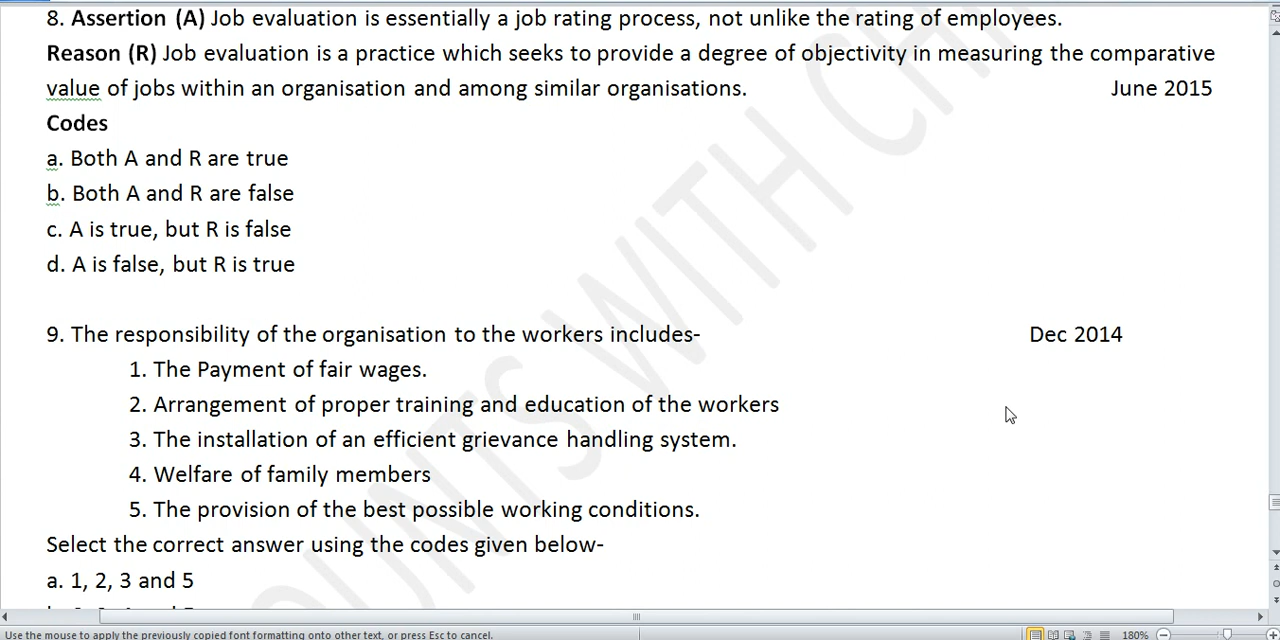 8. Assertion (A) Job evaluation is essentially a job rating process, not unlike the rating of employees.
Reason (R) Job evaluation is a practice which seeks to provide a degree of objectivity in measuring the comparative
value of jobs within an organisation and among similar organisations. June 2015
Codes
a. Both A and R are true
b. Both A and R are false
c. A is true, but R is false
d. A is false, but R is true
9. The responsibility of the organisation to the workers includes- Dec 2014
1. The Payment of fair wages.
2. Arrangement of proper training and education of the workers
3. The installation of an efficient grievance handling system.
4. Welfare of family members
5. The provision of the best possible working conditions.
Select the correct answer using the codes given below-
a. 1, 2, 3 and 5
OUNTS WITH CH
Use the mouse to apply the previously copied font formatting onto other text, or press Esc to cancel. 180%